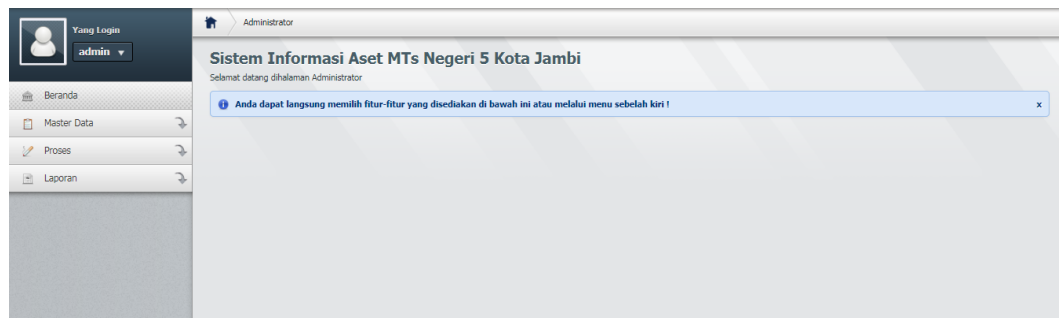 Yang Login
admin
Administrator
Sistem Informasi Aset MTs Negeri 5 Kota Jambi
Selamat datang dihalaman Administrator
Anda dapat langsung memilih fitur-fitur yang disediakan di bawah ini atau melalui menu sebelah kiri ! x
Beranda
Master Data
Proses
Laporan